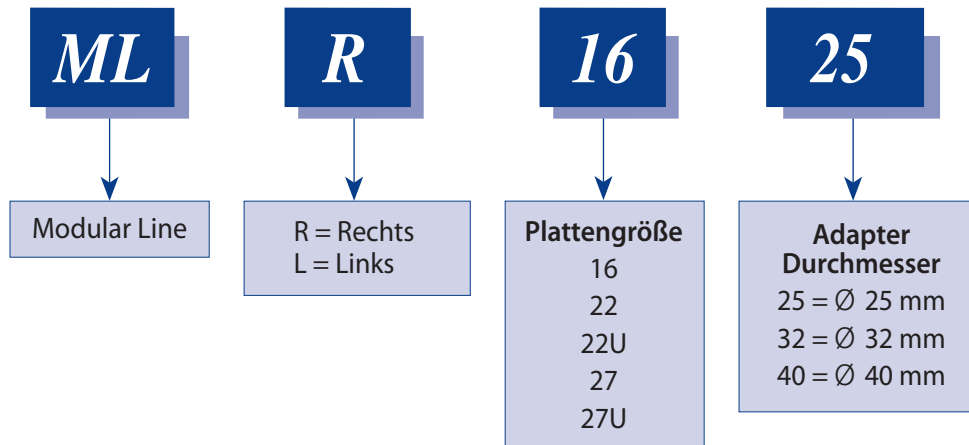 ML
R
16
25
Modular Line
R = Rechts
L = Links
Plattengröße
16
22
22U
27
27U
Adapter
Durchmesser
25 = Ø 25 mm
32 = Ø 32 mm
40 = Ø 40 mm